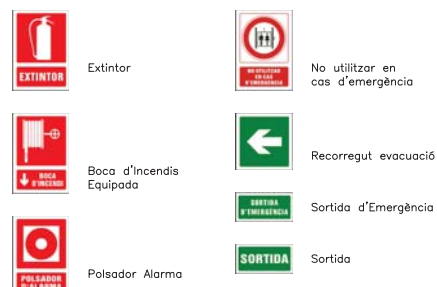 EXTINTOR
Extintor
BOCA
D'INCENDI
Boca d'Incendis
Equipada
POLSADOR
D'ALARMA
Polsador Alarma
NO UTILITZAR
EN CAS
D'EMERGENCIA
No utilitzar en
cas d'emergència
Recorregut evacuació
SORTIDA
D'EMERGÈNCIA
Sortida d'Emergència
SORTIDA
Sortida